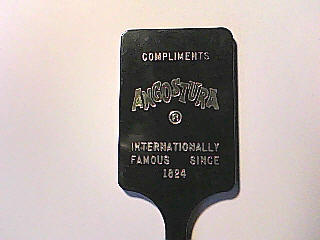 COMPLIMENTS
ANGOSTURA
®
INTERNATIONALLY
FAMOUS SINCE
1824